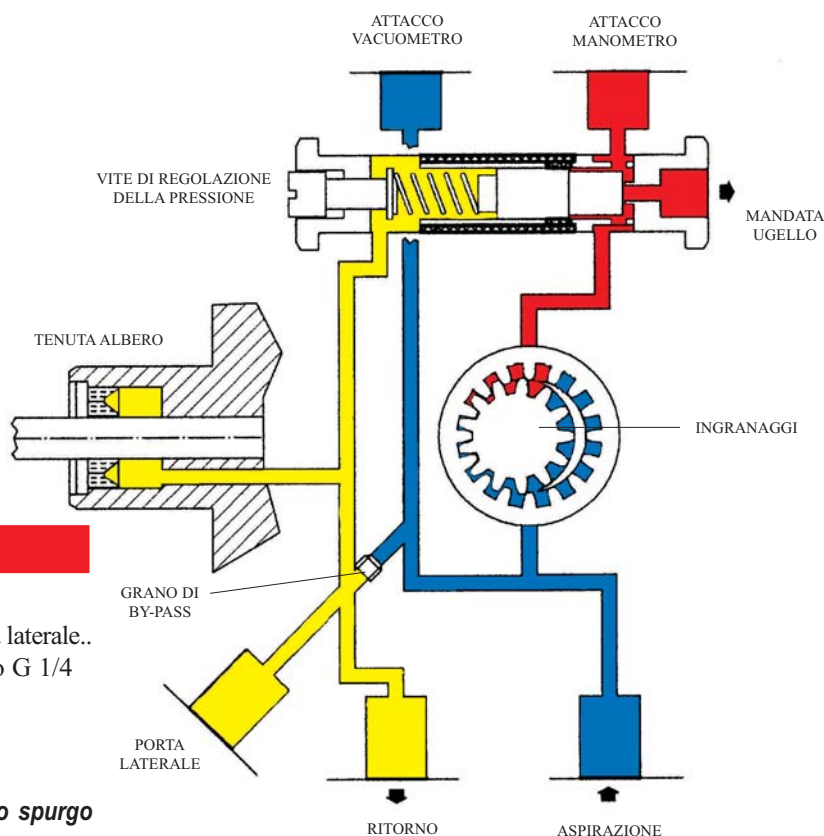 ATTACCO
VACUOMETRO
ATTACCO
MANOMETRO
VITE DI REGOLAZIONE
DELLA PRESSIONE
MANDATA
UGELLO
TENUTA ALBERO
INGRANAGGI
GRANO DI
BY-PASS
laterale..
G 1/4
PORTA
LATERALE
o spurgo
RITORNO
ASPIRAZIONE